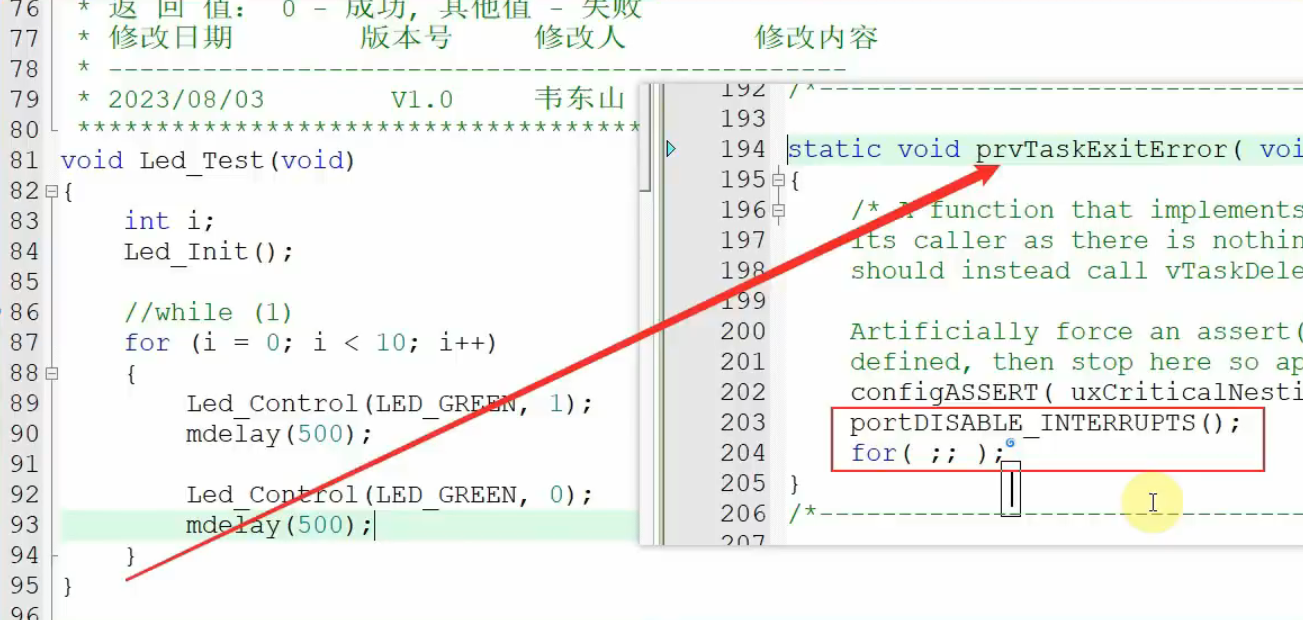 76 * 返 回 值： 0 - 成功, 其他值 - 失败
77 * 修改日期 版本号 修改人 修改内容
78 * -----------------------------------------------
79 * 2023/08/03 V1.0 韦东山
80 ************************************
81 void Led_Test(void)
82 {
83 int i;
84 Led_Init();
85
86 //while (1)
87 for (i = 0; i < 10; i++)
88 {
89 Led_Control(LED_GREEN, 1);
90 mdelay(500);
91
92 Led_Control(LED_GREEN, 0);
93 mdelay(500);
94 }
95 }
96
192 /*--------------------------------
193
194 static void prvTaskExitError( voi
195 {
196 /* A function that implements
197 its caller as there is nothin
198 should instead call vTaskDele
199
200 Artificially force an assert(
201 defined, then stop here so ap
202 configASSERT( uxCriticalNesti
203 portDISABLE_INTERRUPTS();
204 for( ;; );
205 }
206 /*--------------------------------
207